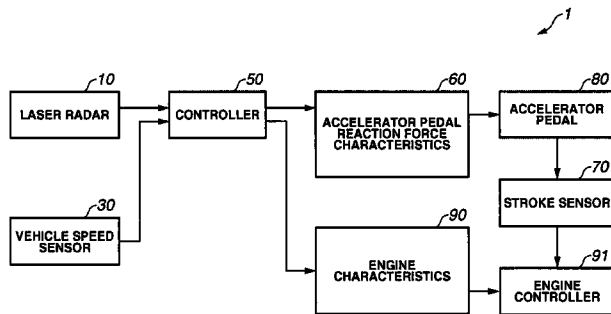 1
10
LASER RADAR
50
CONTROLLER
60
ACCELERATOR PEDAL
REACTION FORCE
CHARACTERISTICS
80
ACCELERATOR
PEDAL
70
STROKE SENSOR
30
VEHICLE SPEED
SENSOR
90
ENGINE
CHARACTERISTICS
91
ENGINE
CONTROLLER